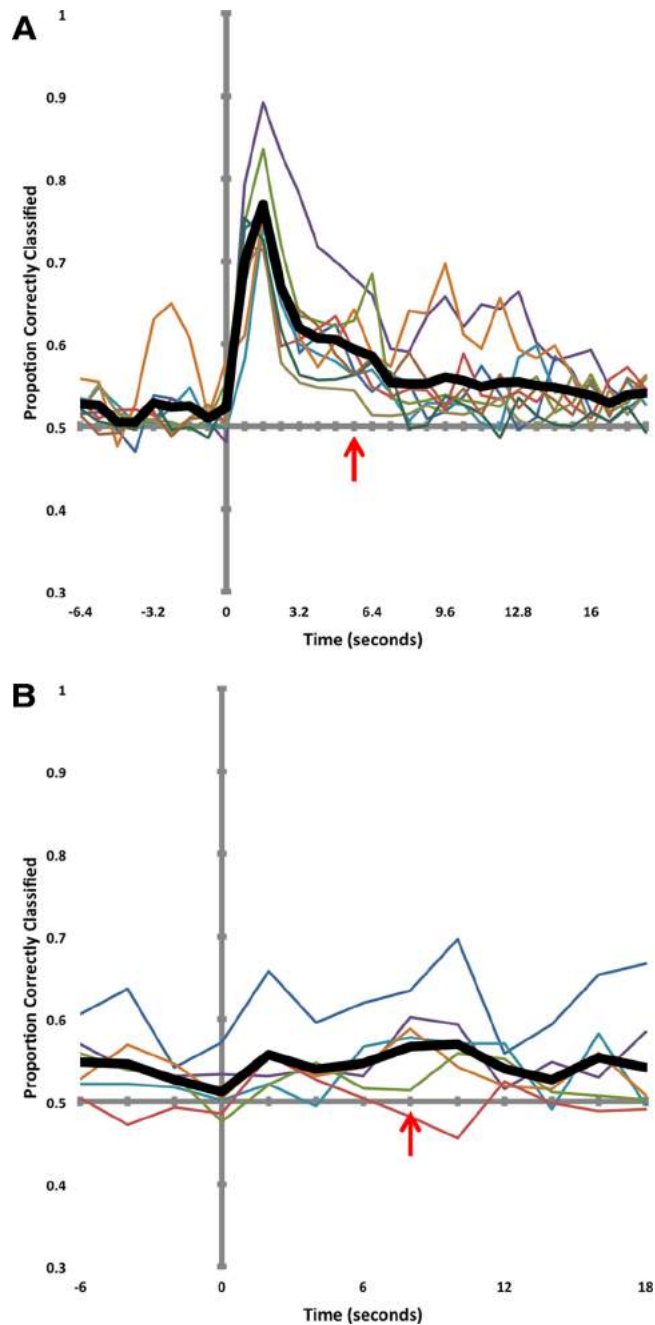 A
1
0.9
0.8
0.7
0.6
0.5
0.4
0.3
Propotion Correctly Classified
-6.4 -3.2 0 3.2 6.4 9.6 12.8 16
Time (seconds)
B
1
0.9
0.8
0.7
0.6
0.5
0.4
0.3
Proportion Correctly Classified
-6 0 6 12 18
Time (seconds)